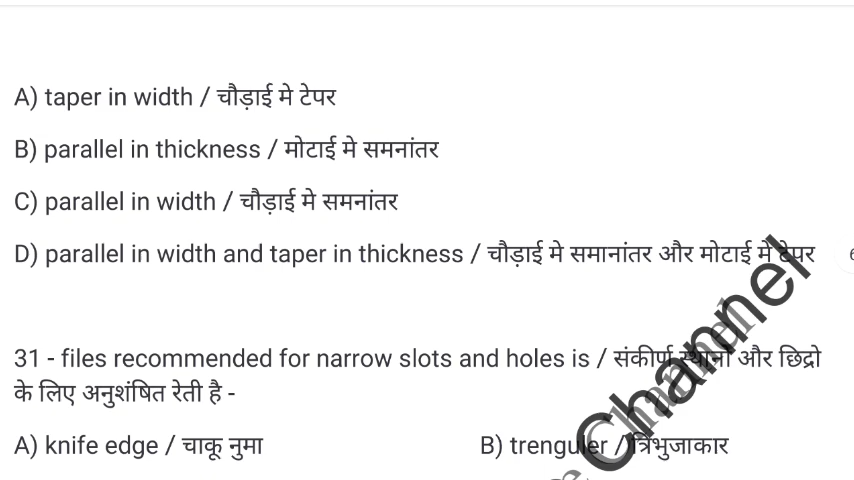 A) taper in width / चौड़ाई मे टेपर
B) parallel in thickness / मोटाई मे समनांतर
C) parallel in width / चौड़ाई मे समनांतर
D) parallel in width and taper in thickness / चौड़ाई मे समानांतर और मोटाई में टेपर
31 - files recommended for narrow slots and holes is / संकीर्ण स्थानों और छिद्रो
के लिए अनुशंषित रेती है -
A) knife edge / चाकू नुमा B) trenguler / त्रिभुजाकार
Channel